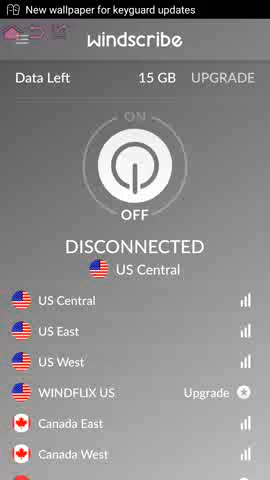 New wallpaper for keyguard updates
windscribe
Data Left 15 GB UPGRADE
ON
OFF
DISCONNECTED
US Central
US Central
US East
US West
WINDFLIX US Upgrade
Canada East
Canada West